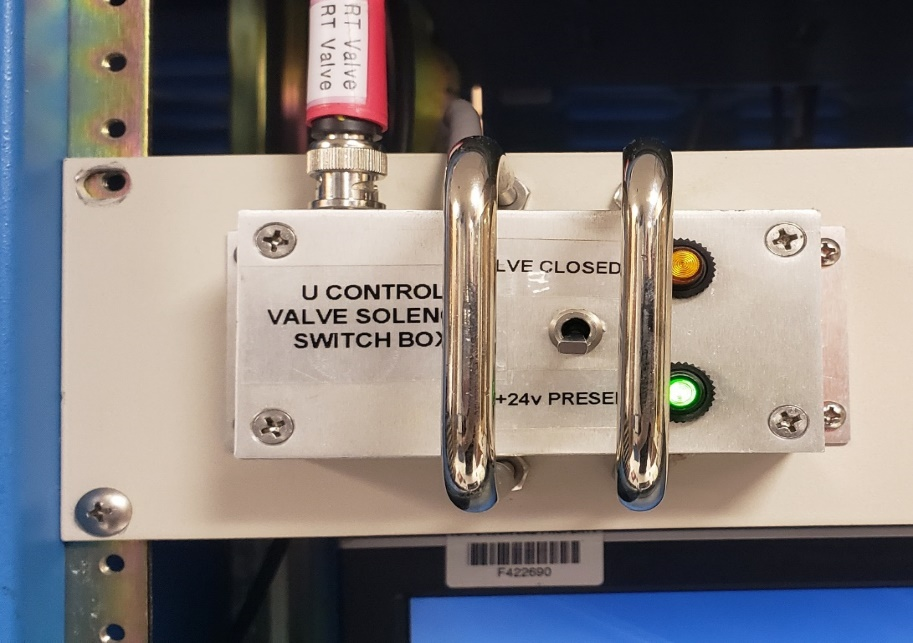 RT Valve
RT Valve
LVE CLOSED
U CONTROL
VALVE SOLENO
SWITCH BOX
+24v PRESE
F422690